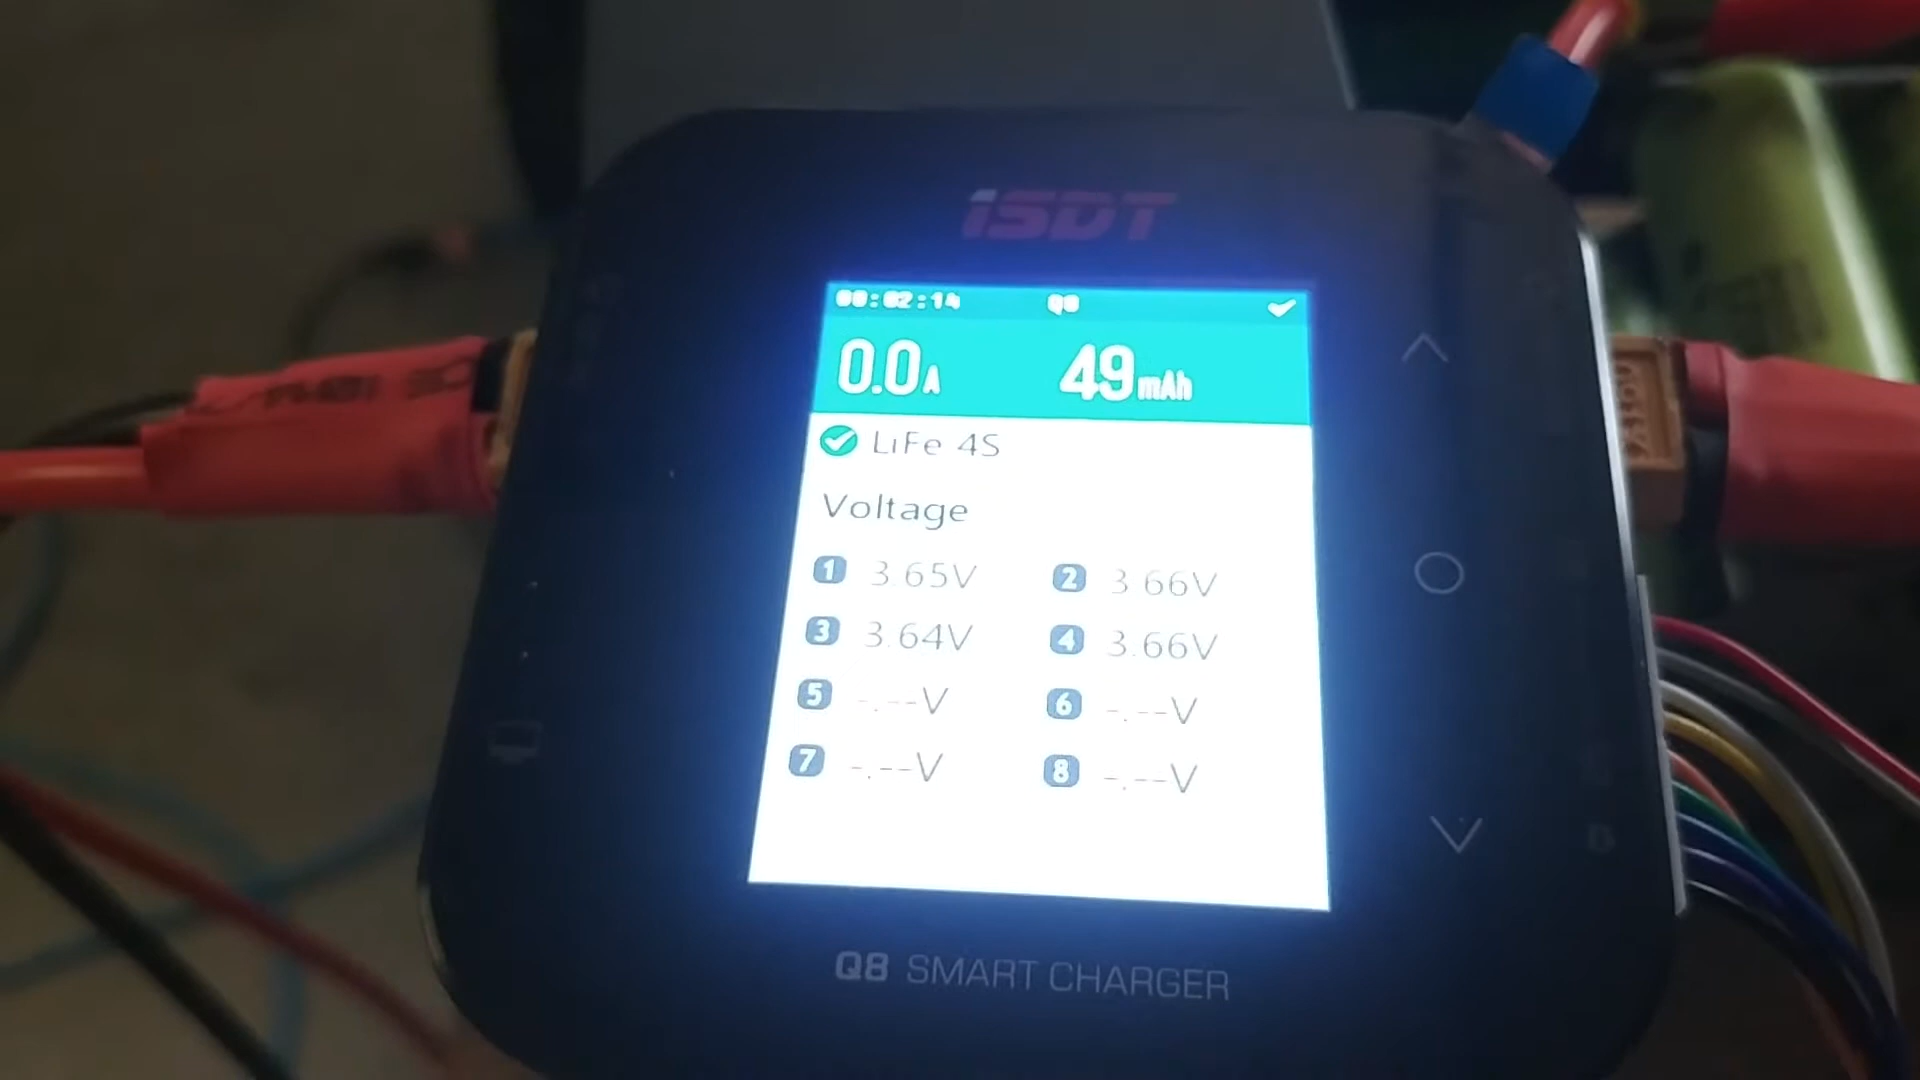 iSDT
00:02:14 Q8
0.0A 49mAh
LiFe 4S
Voltage
1 3.65V 2 3.66V
3 3.64V 4 3.66V
5 -.--V 6 -.--V
7 -.--V 8 -.--V
Q8 SMART CHARGER